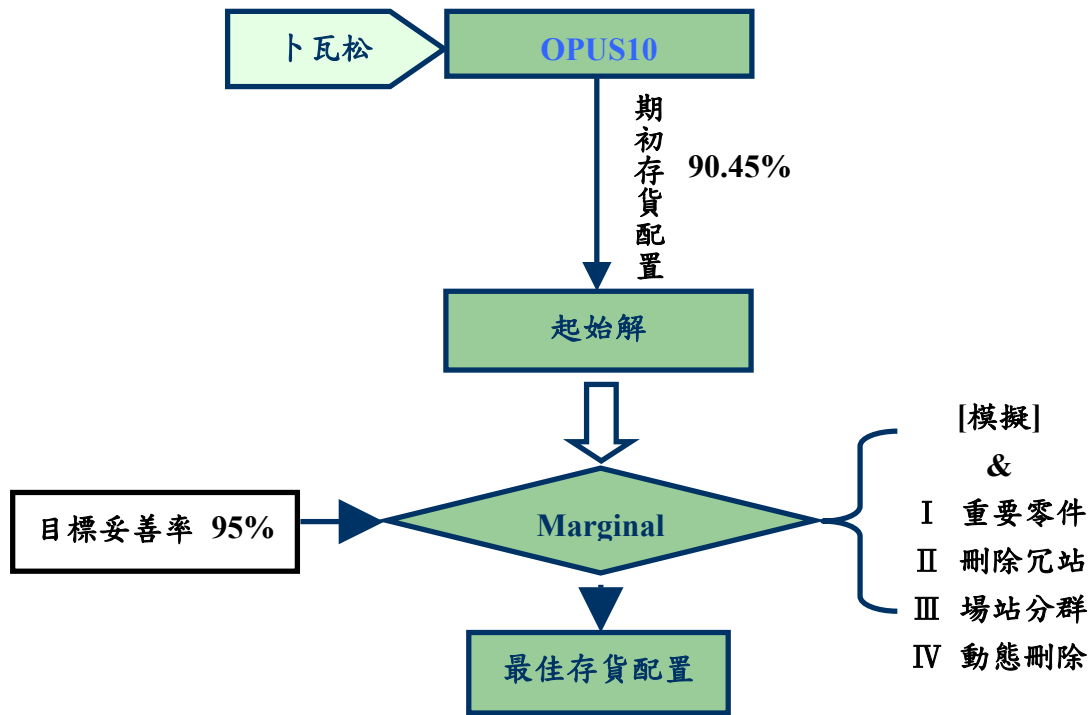 卜瓦松
OPUS10
期初存貨配置
90.45%
起始解
目標妥善率 95%
Marginal
[模擬]
&
Ⅰ 重要零件
Ⅱ 刪除冗站
Ⅲ 場站分群
Ⅳ 動態刪除
最佳存貨配置